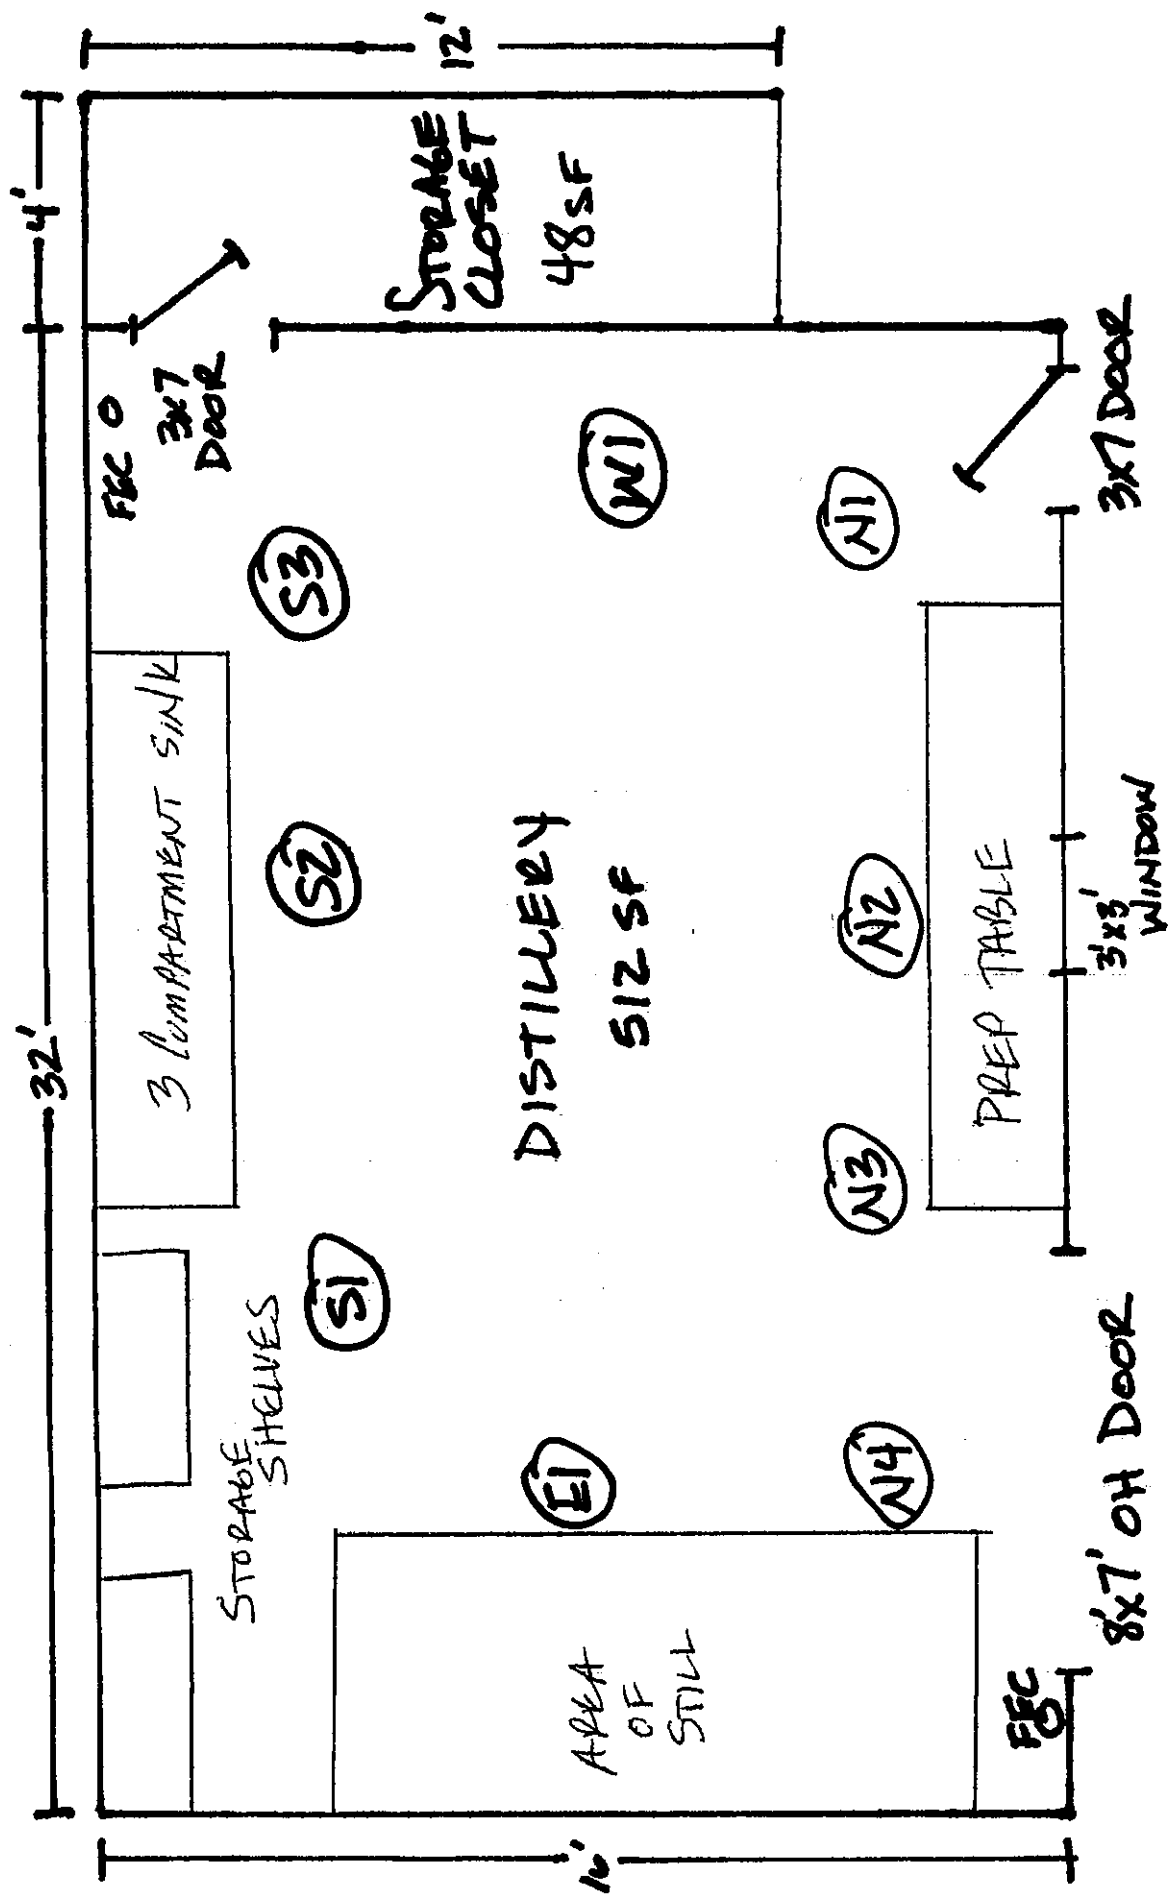 32'
4'
12'
16'
FEC
3x7
DOOR
STORAGE
CLOSET
48 SF
3 COMPARTMENT SINK
STORAGE
SHELVES
S1
S2
S3
W1
E1
DISTILLERY
512 SF
AREA
OF
STILL
N4
N3
N2
N1
PREP TABLE
FEC
8'x7' OH DOOR
3'x3'
WINDOW
3x7 DOOR